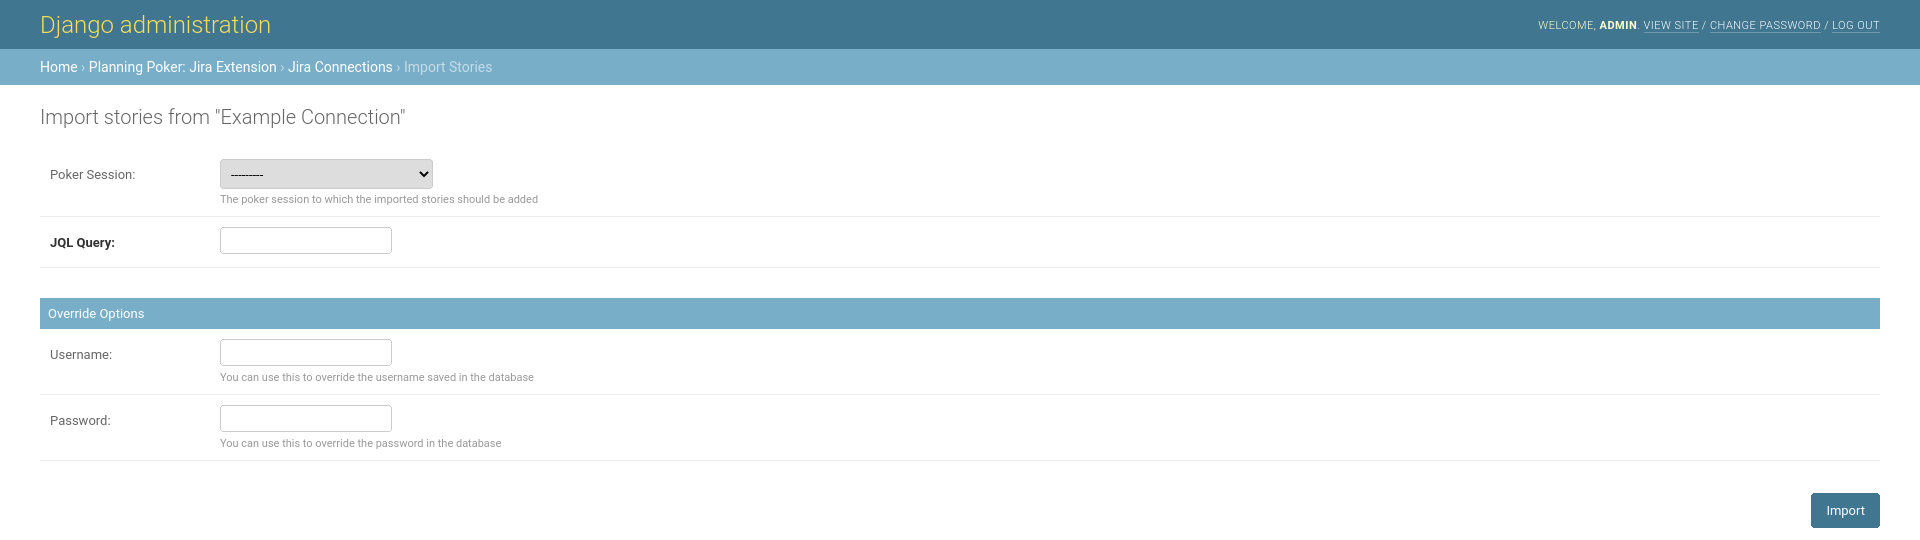 Django administration
WELCOME, ADMIN. VIEW SITE / CHANGE PASSWORD / LOG OUT
Home › Planning Poker: Jira Extension › Jira Connections › Import Stories
Import stories from "Example Connection"
Poker Session:
---------
The poker session to which the imported stories should be added
JQL Query:
Override Options
Username:
You can use this to override the username saved in the database
Password:
You can use this to override the password in the database
Import